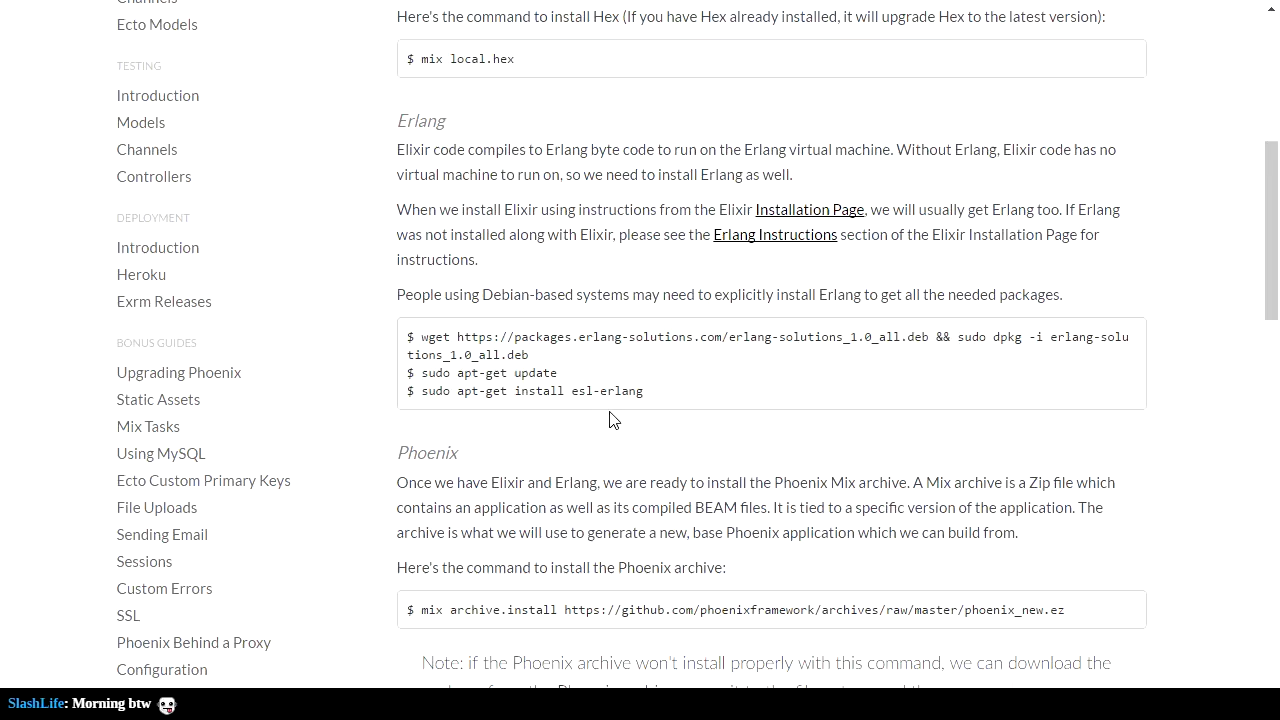 Ecto Models
TESTING
Introduction
Models
Channels
Controllers
DEPLOYMENT
Introduction
Heroku
Exrm Releases
BONUS GUIDES
Upgrading Phoenix
Static Assets
Mix Tasks
Using MySQL
Ecto Custom Primary Keys
File Uploads
Sending Email
Sessions
Custom Errors
SSL
Phoenix Behind a Proxy
Configuration
Here's the command to install Hex (If you have Hex already installed, it will upgrade Hex to the latest version):
$ mix local.hex
Erlang
Elixir code compiles to Erlang byte code to run on the Erlang virtual machine. Without Erlang, Elixir code has no
virtual machine to run on, so we need to install Erlang as well.
When we install Elixir using instructions from the Elixir Installation Page, we will usually get Erlang too. If Erlang
was not installed along with Elixir, please see the Erlang Instructions section of the Elixir Installation Page for
instructions.
People using Debian-based systems may need to explicitly install Erlang to get all the needed packages.
$ wget https://packages.erlang-solutions.com/erlang-solutions_1.0_all.deb && sudo dpkg -i erlang-solu
tions_1.0_all.deb
$ sudo apt-get update
$ sudo apt-get install esl-erlang
Phoenix
Once we have Elixir and Erlang, we are ready to install the Phoenix Mix archive. A Mix archive is a Zip file which
contains an application as well as its compiled BEAM files. It is tied to a specific version of the application. The
archive is what we will use to generate a new, base Phoenix application which we can build from.
Here's the command to install the Phoenix archive:
$ mix archive.install https://github.com/phoenixframework/archives/raw/master/phoenix_new.ez
Note: if the Phoenix archive won't install properly with this command, we can download the
SlashLife: Morning btw